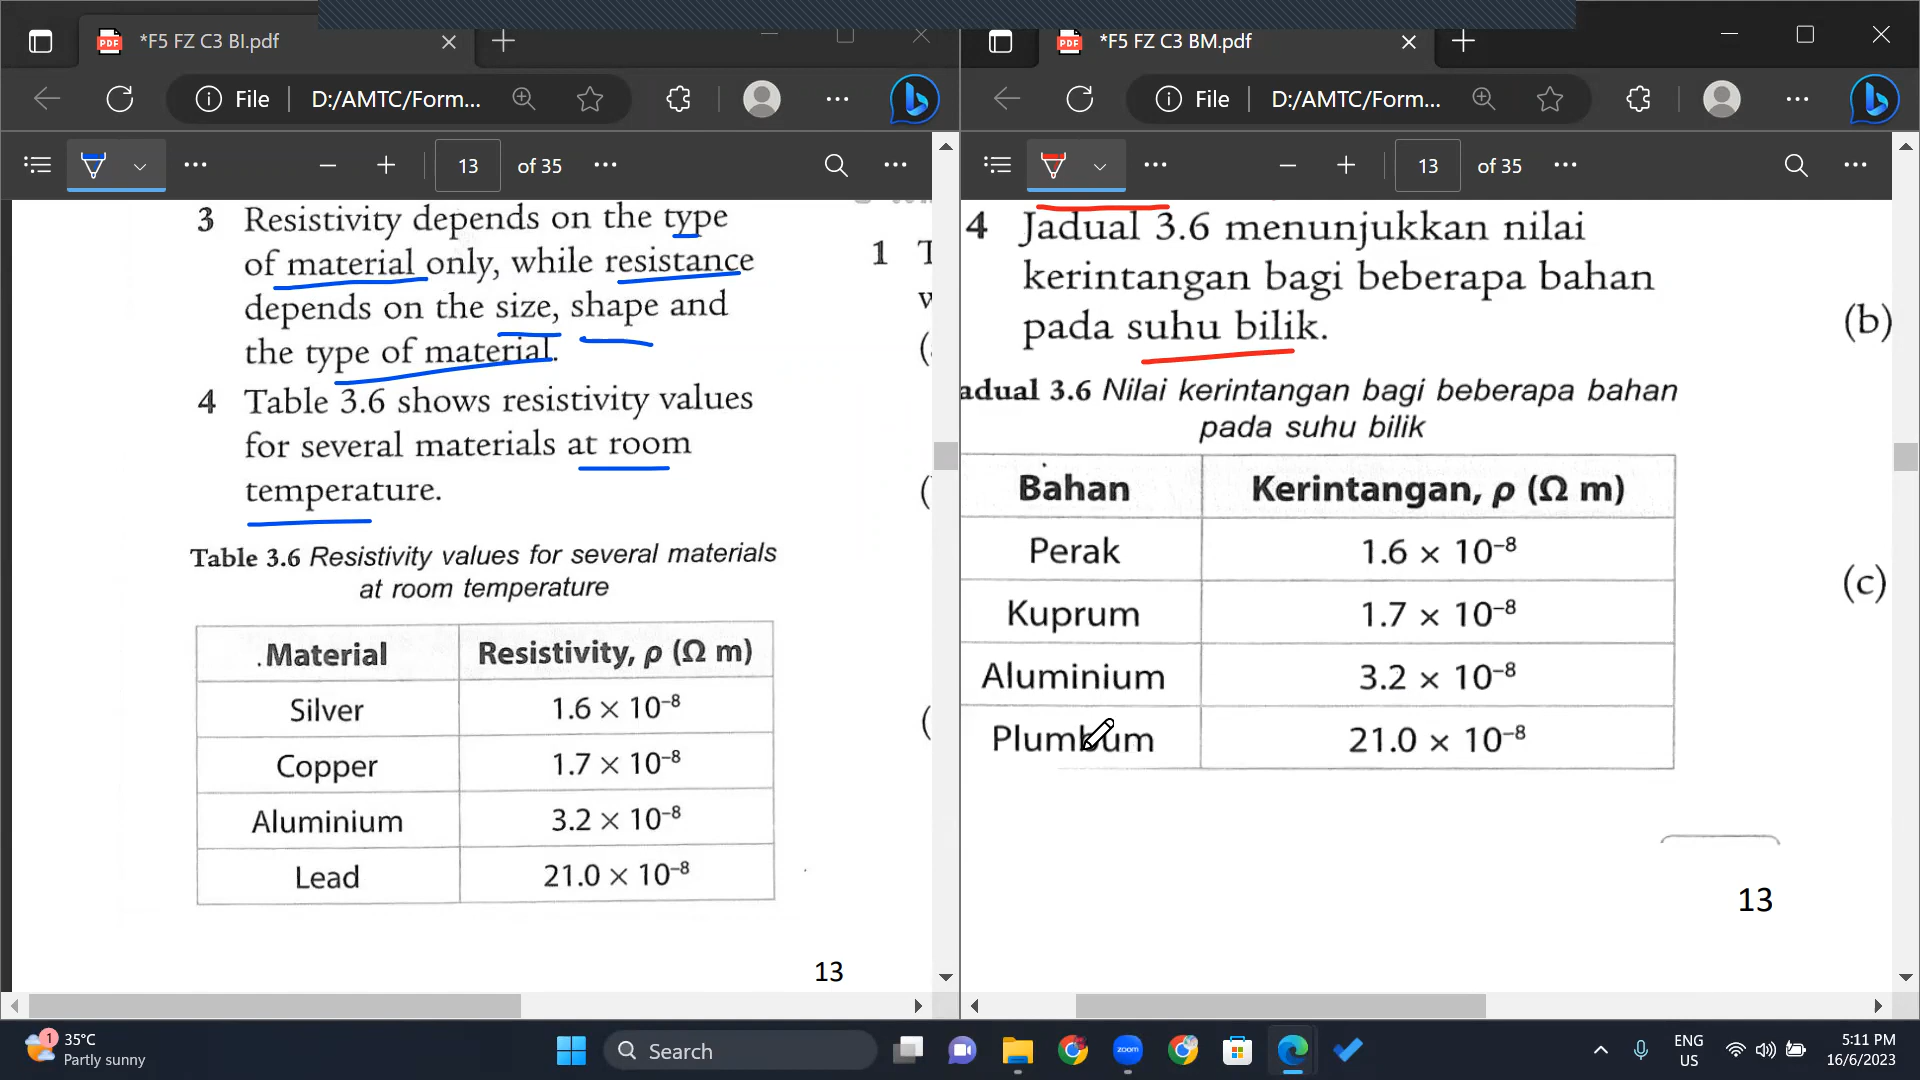 *F5 FZ C3 BI.pdf
File
D:/AMTC/Form...
13 of 35
3 Resistivity depends on the type
of material only, while resistance
depends on the size, shape and
the type of material.
4 Table 3.6 shows resistivity values
for several materials at room
temperature.
Table 3.6 Resistivity values for several materials
at room temperature
Material Resistivity, ρ (Ω m)
Silver 1.6 × 10⁻⁸
Copper 1.7 × 10⁻⁸
Aluminium 3.2 × 10⁻⁸
Lead 21.0 × 10⁻⁸
13
1
*F5 FZ C3 BM.pdf
File
D:/AMTC/Form...
13 of 35
4 Jadual 3.6 menunjukkan nilai
kerintangan bagi beberapa bahan
pada suhu bilik.
adual 3.6 Nilai kerintangan bagi beberapa bahan
pada suhu bilik
Bahan Kerintangan, ρ (Ω m)
Perak 1.6 × 10⁻⁸
Kuprum 1.7 × 10⁻⁸
Aluminium 3.2 × 10⁻⁸
Plumbum 21.0 × 10⁻⁸
(b)
(c)
13
1
35°C
Partly sunny
Search
zoom
ENG
US
5:11 PM
16/6/2023